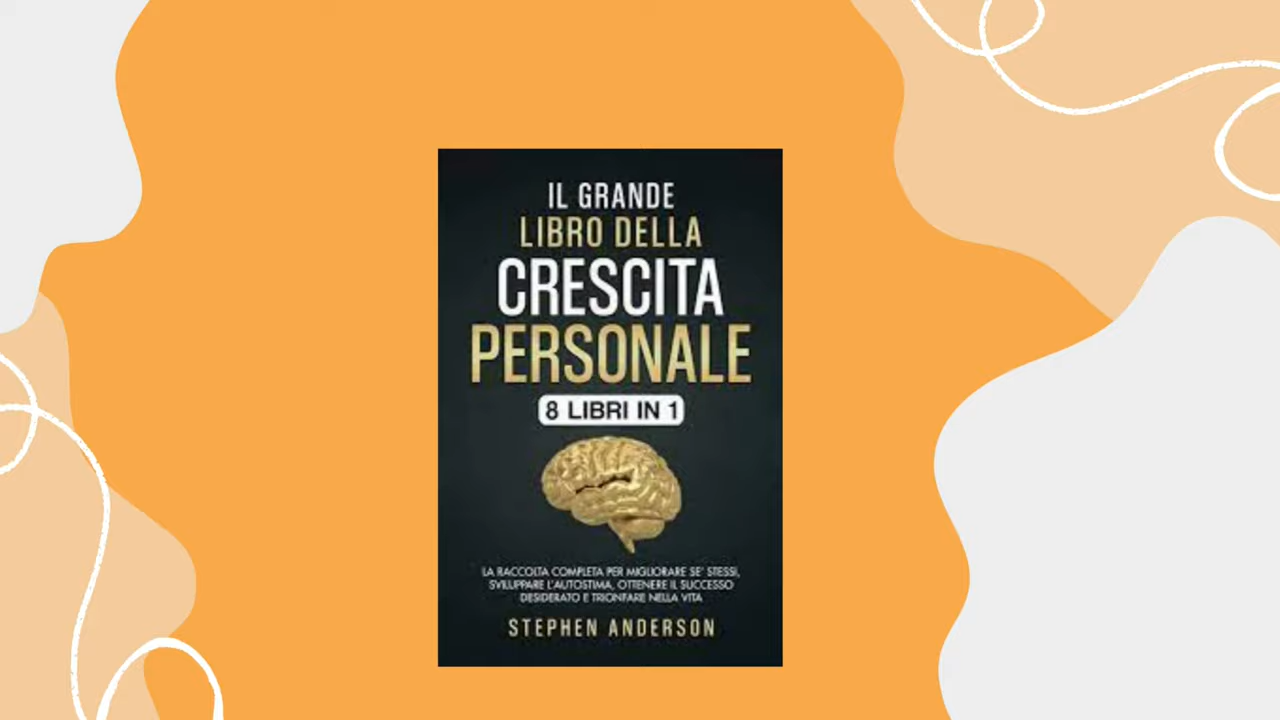 IL GRANDE
LIBRO DELLA
CRESCITA
PERSONALE
8 LIBRI IN 1
LA RACCOLTA COMPLETA PER MIGLIORARE SE' STESSI,
SVILUPPARE L'AUTOSTIMA, OTTENERE IL SUCCESSO
DESIDERATO E TRIONFARE NELLA VITA
STEPHEN ANDERSON